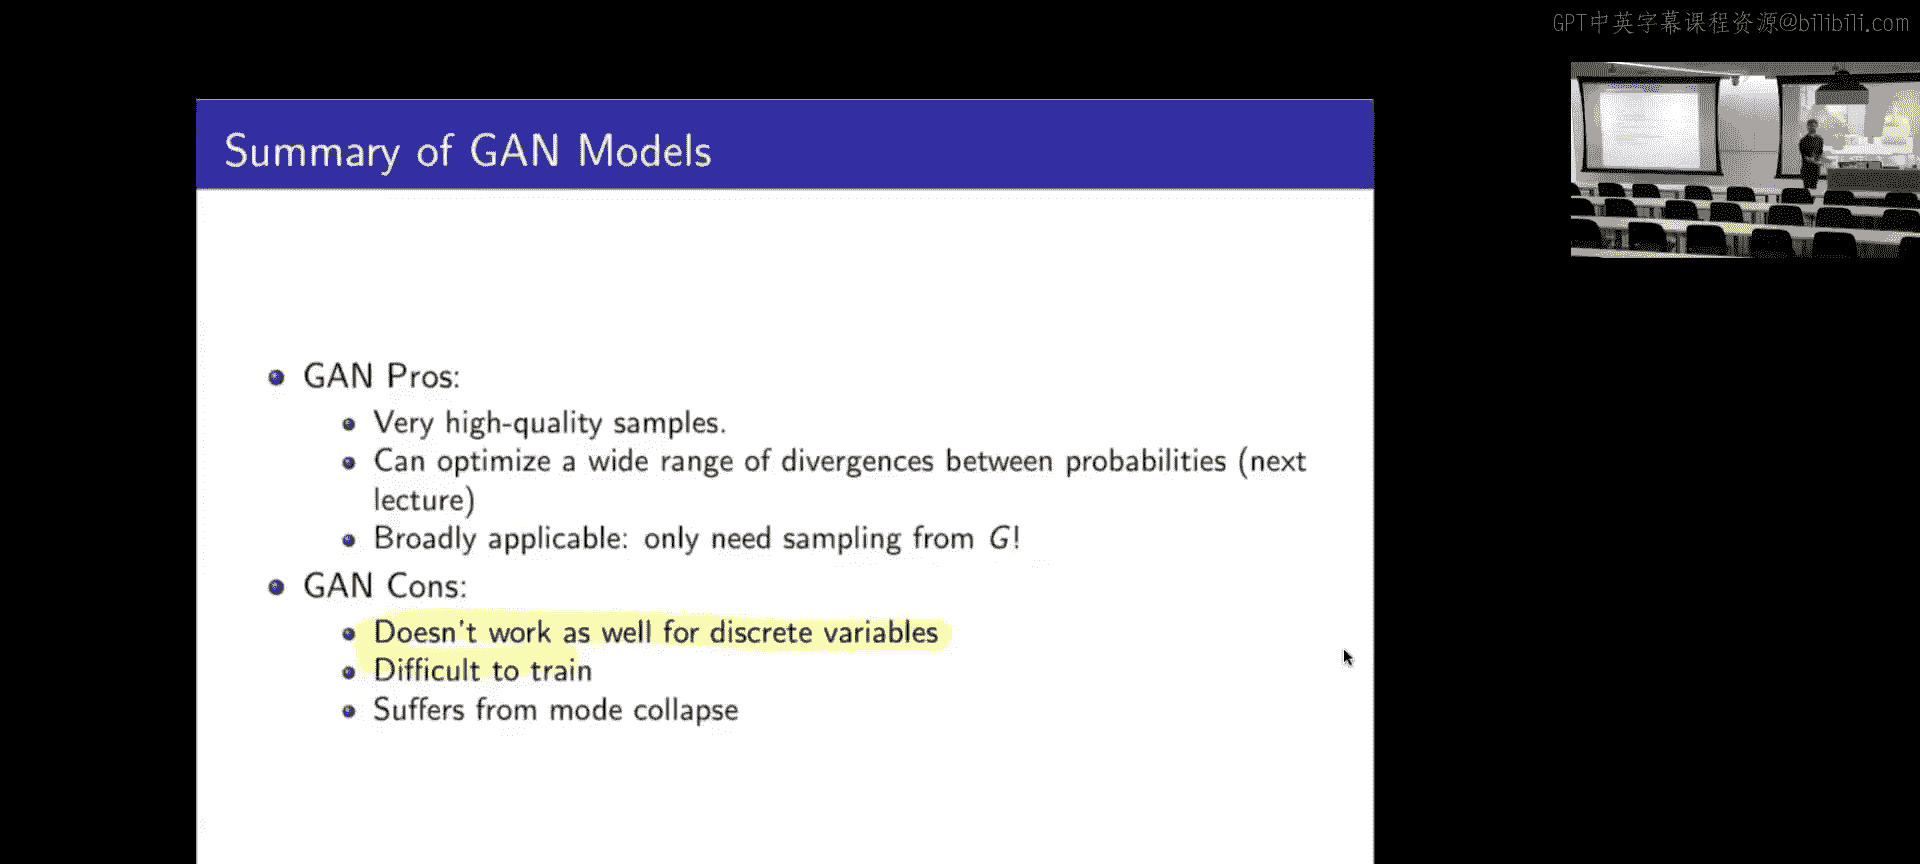 GPT中英字幕课程资源@bilibili.com
Summary of GAN Models
GAN Pros:
Very high-quality samples.
Can optimize a wide range of divergences between probabilities (next
lecture)
Broadly applicable: only need sampling from G!
GAN Cons:
Doesn't work as well for discrete variables
Difficult to train
Suffers from mode collapse